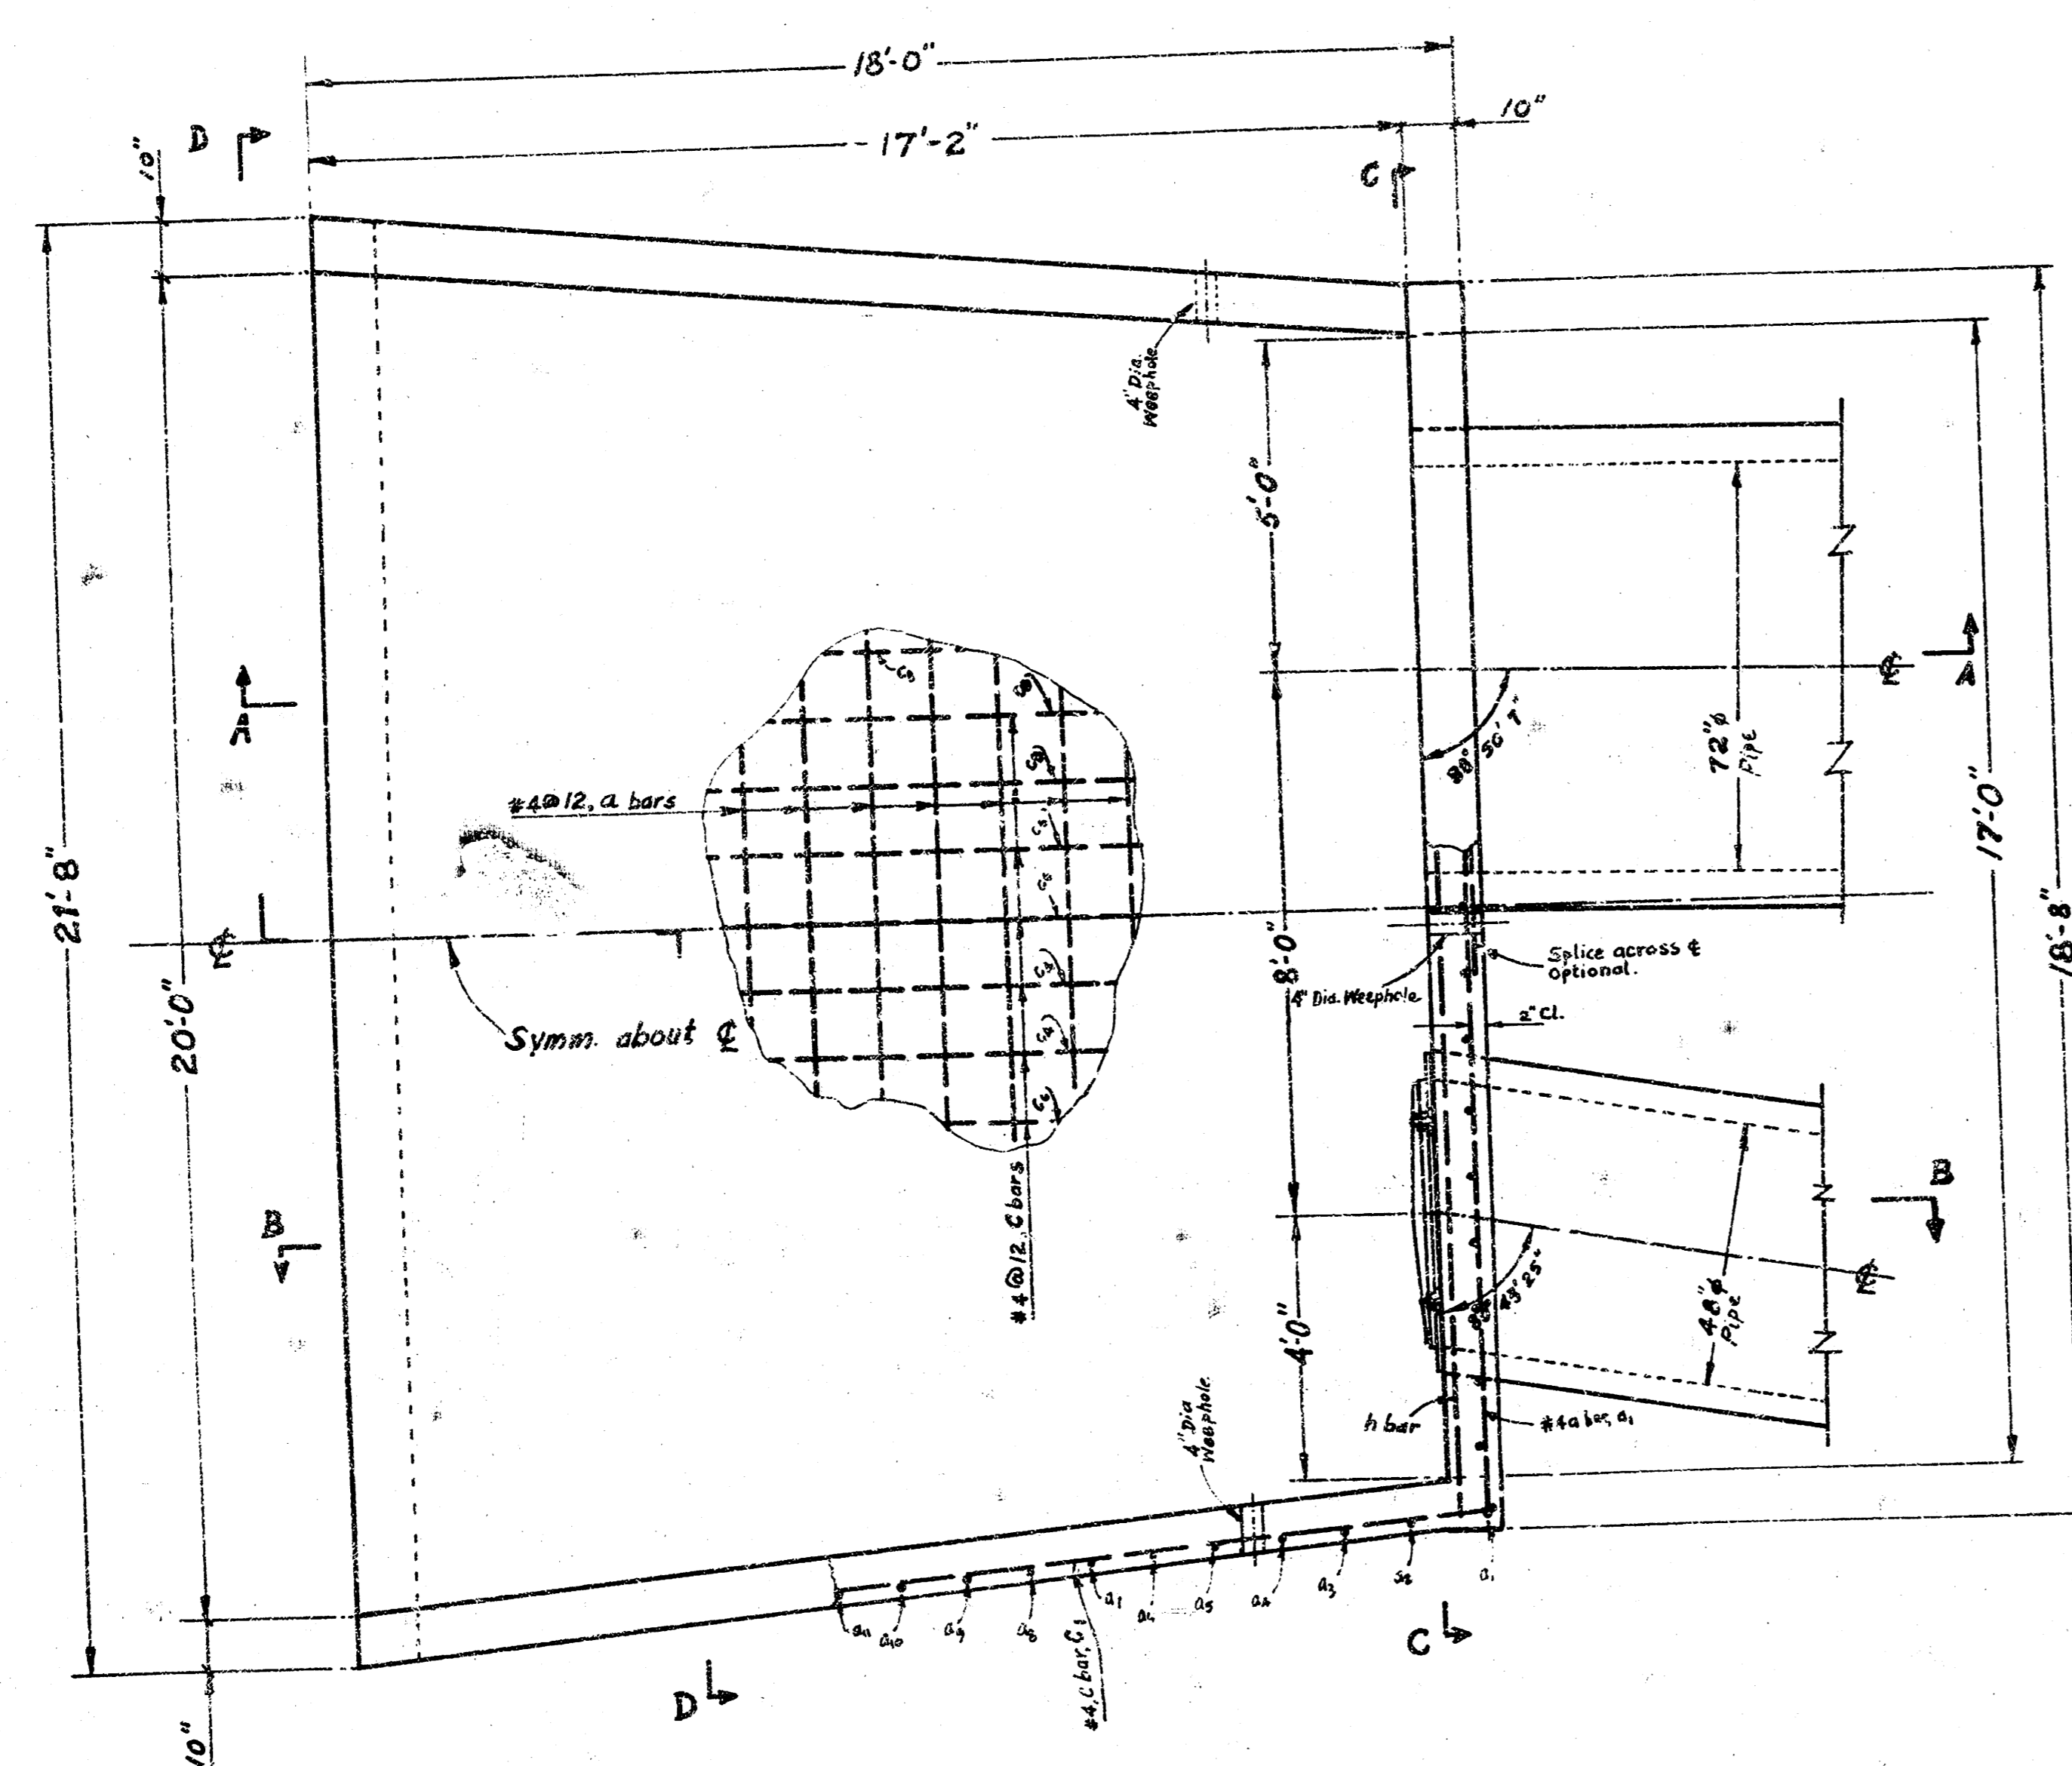 18'-0"
10"
17'-2"
D
C
10"
4" Dia.
Weephole
5'-0"
72"ø
Pipe
A
A
#4@12, a bars
C5
C6
C4
21'-8"
20'-0"
17'-0"
18'-8"
8'-0"
Symm. about ℄
Splice across ℄
optional.
4" Dia. Weephole
2" Cl.
#4@12, C bars
B
B
48"ø
Pipe
4'-0"
4" Dia
Weephole
h bar
#4 a bar, a1
a11
a10
a9
a8
a5
a4
a3
a1
#4, C bar, C1
C
D
10"